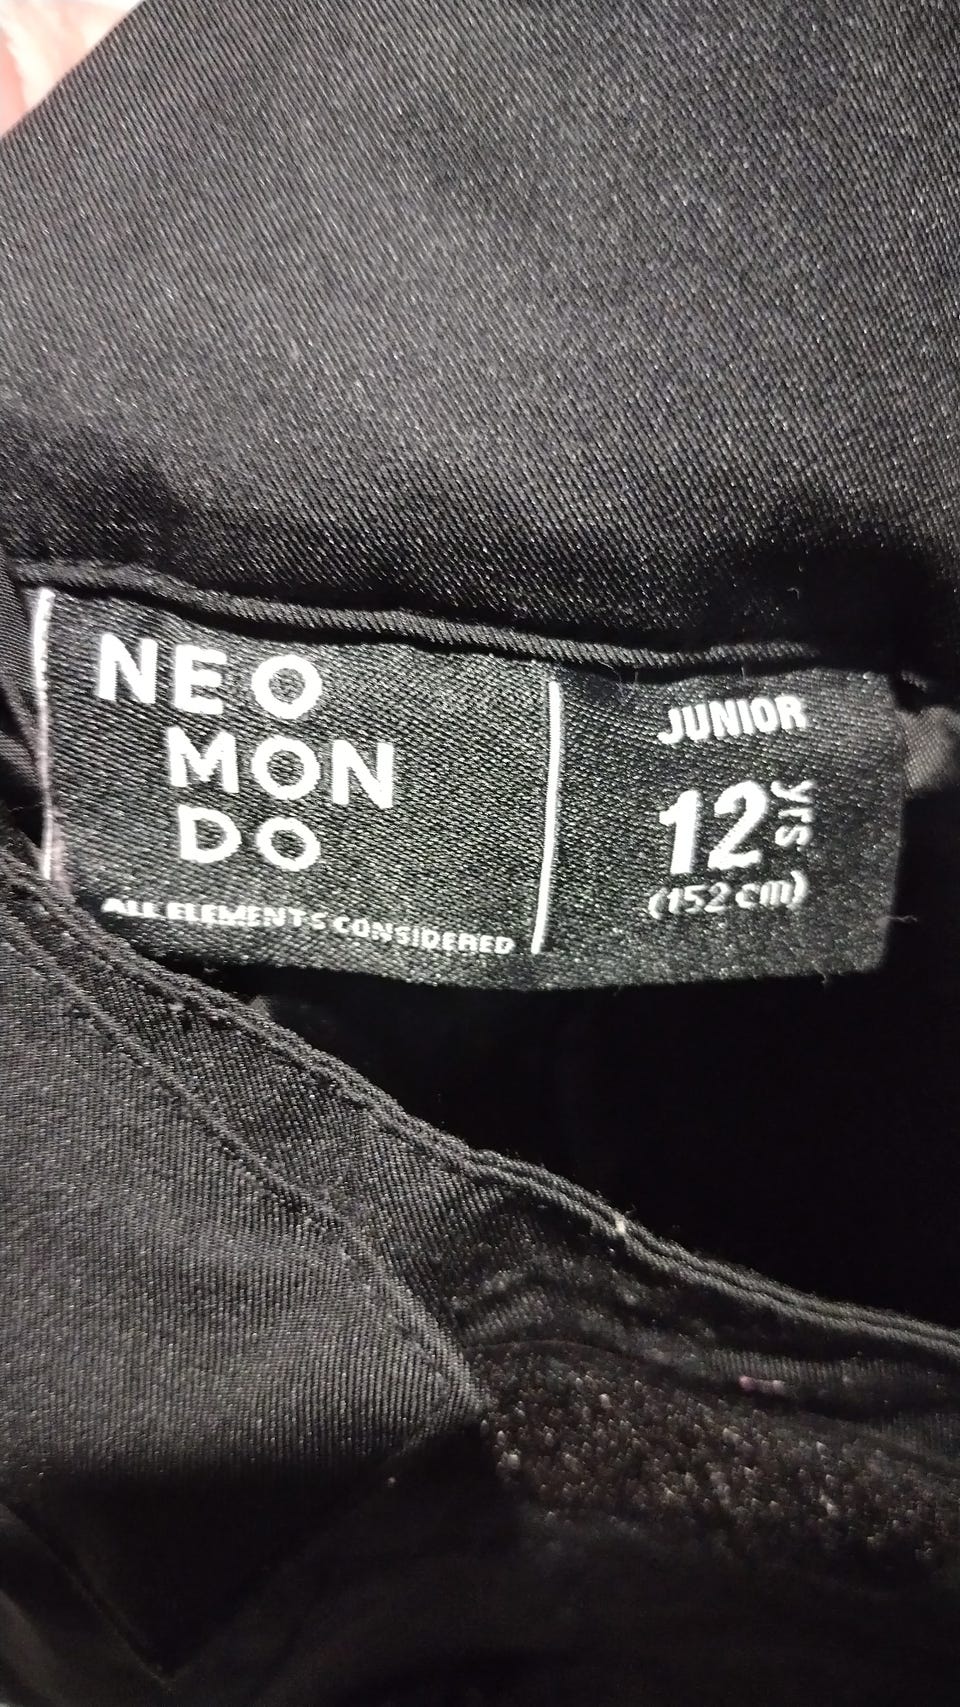 NEO
MON
DO
ALL ELEMENTS CONSIDERED
JUNIOR
12 yrs
(152 cm)